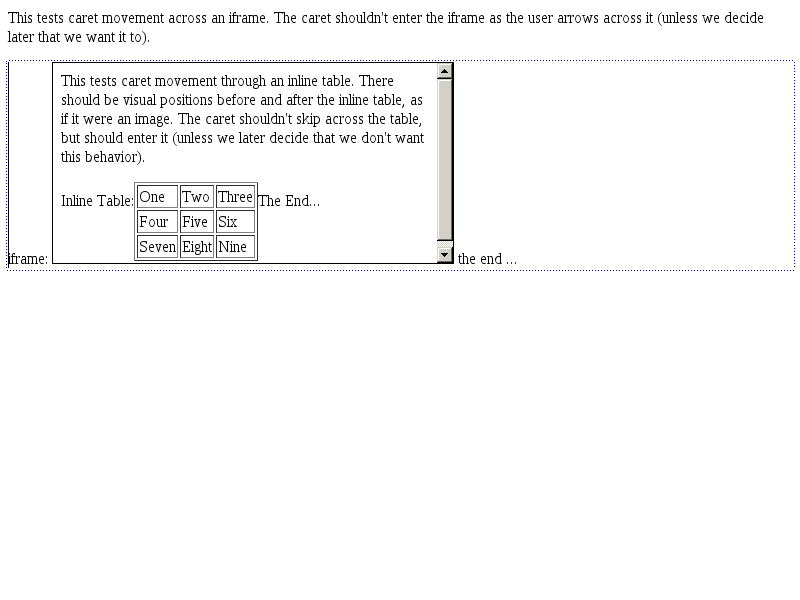 This tests caret movement across an iframe. The caret shouldn't enter the iframe as the user arrows across it (unless we decide
later that we want it to).
This tests caret movement through an inline table. There
should be visual positions before and after the inline table, as
if it were an image. The caret shouldn't skip across the table,
but should enter it (unless we later decide that we don't want
this behavior).
Inline Table: One Two Three The End...
Four Five Six
Seven Eight Nine
iframe: the end ...